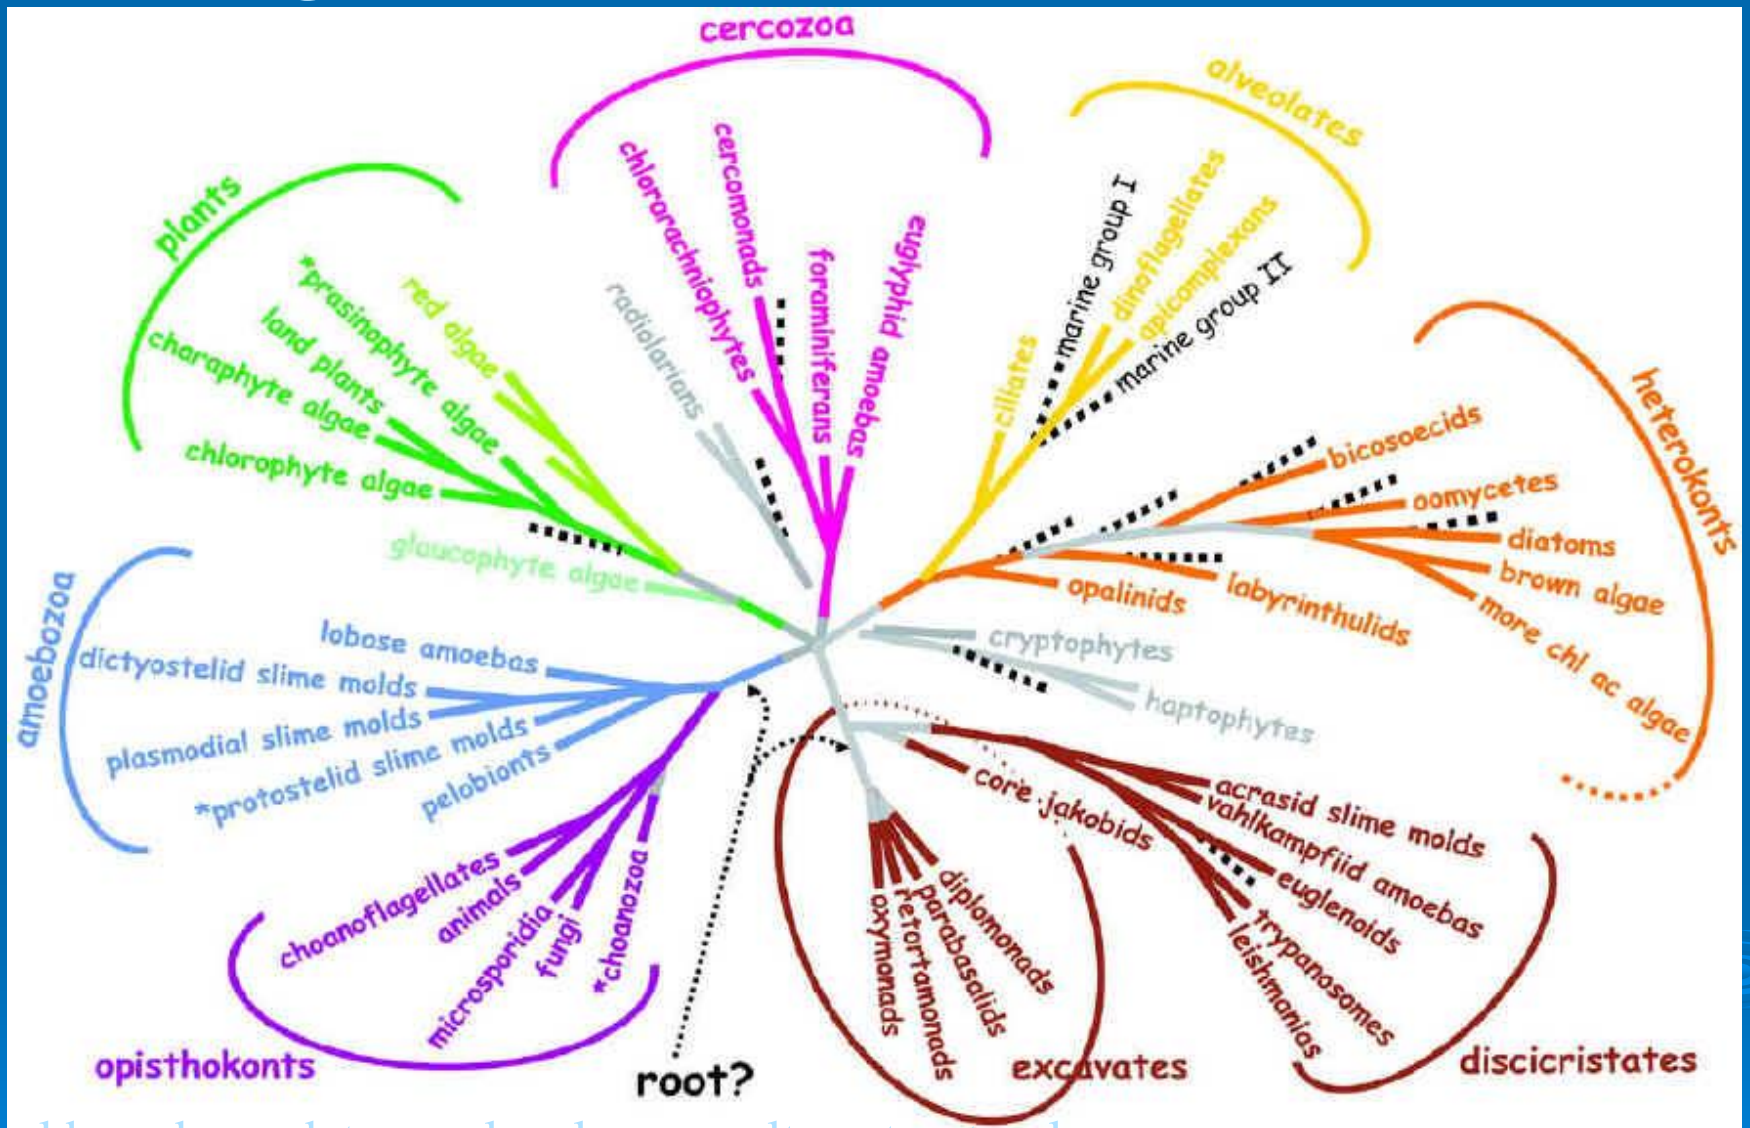 cercozoa
alveolates
plants
heterokonts
amoebozoa
opisthokonts
excavates
discicristates
root?
chlorarachniophytes
cercomonads
foraminiferans
euglyphid amoebas
radiolarians
ciliates
marine group I
dinoflagellates
apicomplexans
marine group II
bicosoecids
oomycetes
diatoms
brown algae
more chl ac algae
labyrinthulids
opalinids
cryptophytes
haptophytes
red algae
*prasinophyte algae
land plants
charaphyte algae
chlorophyte algae
glaucophyte algae
lobose amoebas
dictyostelid slime molds
plasmodial slime molds
*protostelid slime molds
pelobionts
choanoflagellates
animals
microsporidia
fungi
*choanozoa
core jakobids
acrasid slime molds
vahlkampfiid amoebas
euglenoids
trypanosomes
leishmanias
diplomonads
parabasalids
retortamonads
oxymonads